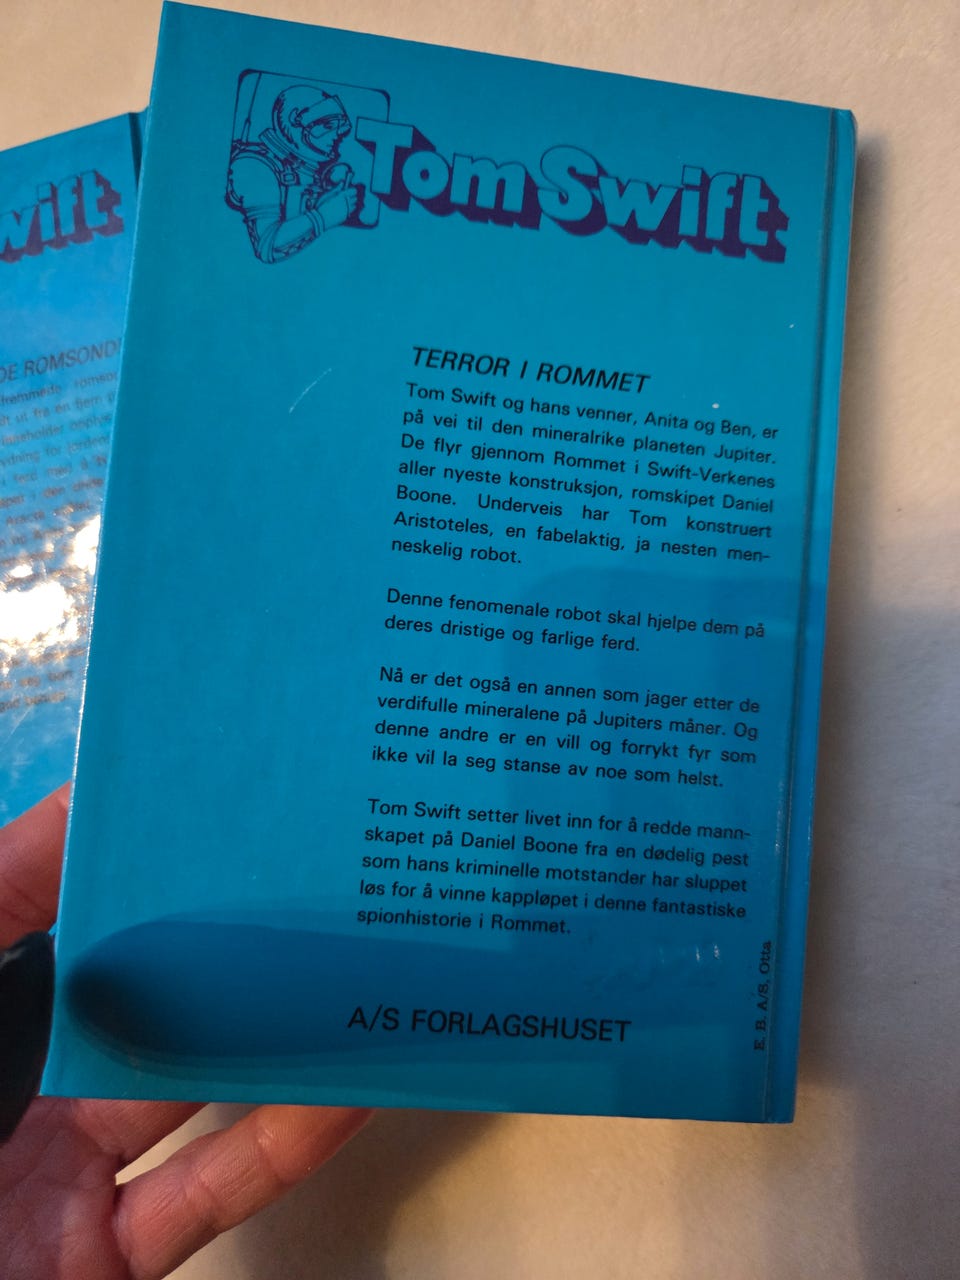 Tom Swift
TERROR I ROMMET
Tom Swift og hans venner, Anita og Ben, er
på vei til den mineralrike planeten Jupiter.
De flyr gjennom Rommet i Swift-Verkenes
aller nyeste konstruksjon, romskipet Daniel
Boone. Underveis har Tom konstruert
Aristoteles, en fabelaktig, ja nesten men-
neskelig robot.
Denne fenomenale robot skal hjelpe dem på
deres dristige og farlige ferd.
Nå er det også en annen som jager etter de
verdifulle mineralene på Jupiters måner. Og
denne andre er en vill og forrykt fyr som
ikke vil la seg stanse av noe som helst.
Tom Swift setter livet inn for å redde mann-
skapet på Daniel Boone fra en dødelig pest
som hans kriminelle motstander har sluppet
løs for å vinne kappløpet i denne fantastiske
spionhistorie i Rommet.
A/S FORLAGSHUSET
E. B. A/S, Otta
wift
DE ROMSOND